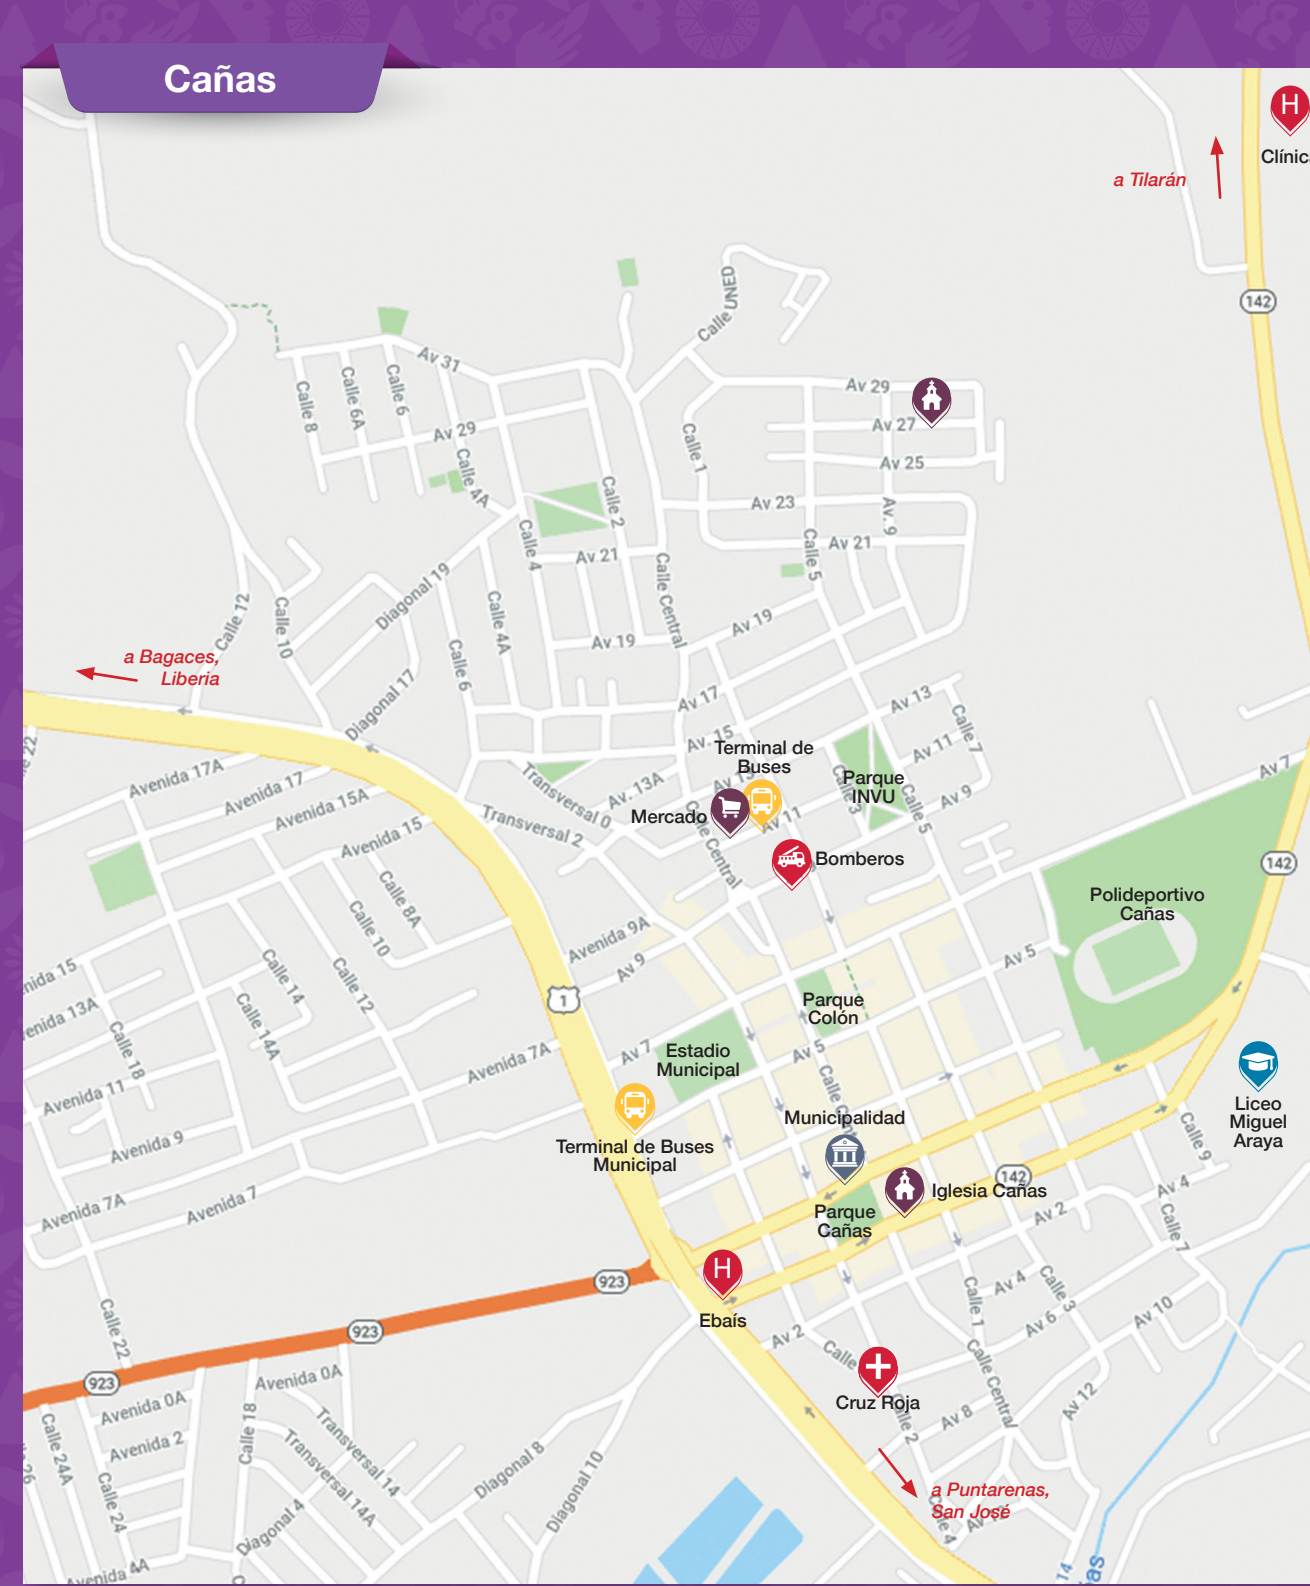 Cañas
H
Clínic
a Tilarán
142
Calle UNED
Av 31
Av 29
Calle 8
Calle 6A
Calle 6
Av 29
Av 27
Av 25
Calle 1
Calle 4A
Calle 2
Av 23
Av. 9
Av 21
Calle 5
Calle 4
Av 21
Calle Central
Diagonal 19
Calle 12
Calle 10
Calle 4A
Calle 6
Av 19
Av 19
a Bagaces,
Liberia
Diagonal 17
Av 17
Av 13
Calle 7
Av 11
Av. 15
Terminal de
Buses
Parque
INVU
Calle 5
Av 9
Av 7
Avenida 17A
Avenida 17
Avenida 15A
Avenida 15
Transversal 0
Av. 13A
Transversal 2
Mercado
Av 11
Bomberos
142
Polideportivo
Cañas
Calle 8A
Calle 10
Avenida 9A
Av 9
Av 5
Calle 14
Calle 12
Calle 14A
1
Parque
Colón
Av 5
Av 7
Estadio
Municipal
Avenida 7A
Calle 18
Avenida 11
Avenida 9
Avenida 7A
Avenida 7
Terminal de Buses
Municipal
Municipalidad
Liceo
Miguel
Araya
Calle 9
Iglesia Cañas
142
Parque
Cañas
Av 4
Av 2
Calle 7
H
Ebaís
923
923
923
Calle 22
Av 2
Calle
Cruz Roja
Calle 1
Av 4
Calle 3
Av 6
Av 10
Calle Central
Av 12
Av 8
Avenida 0A
Avenida 0A
Avenida 2
Calle 18
Transversal 14
Transversal 14A
Calle 24A
Calle 24
Diagonal 4
Diagonal 8
Diagonal 10
Avenida 4A
a Puntarenas,
San José